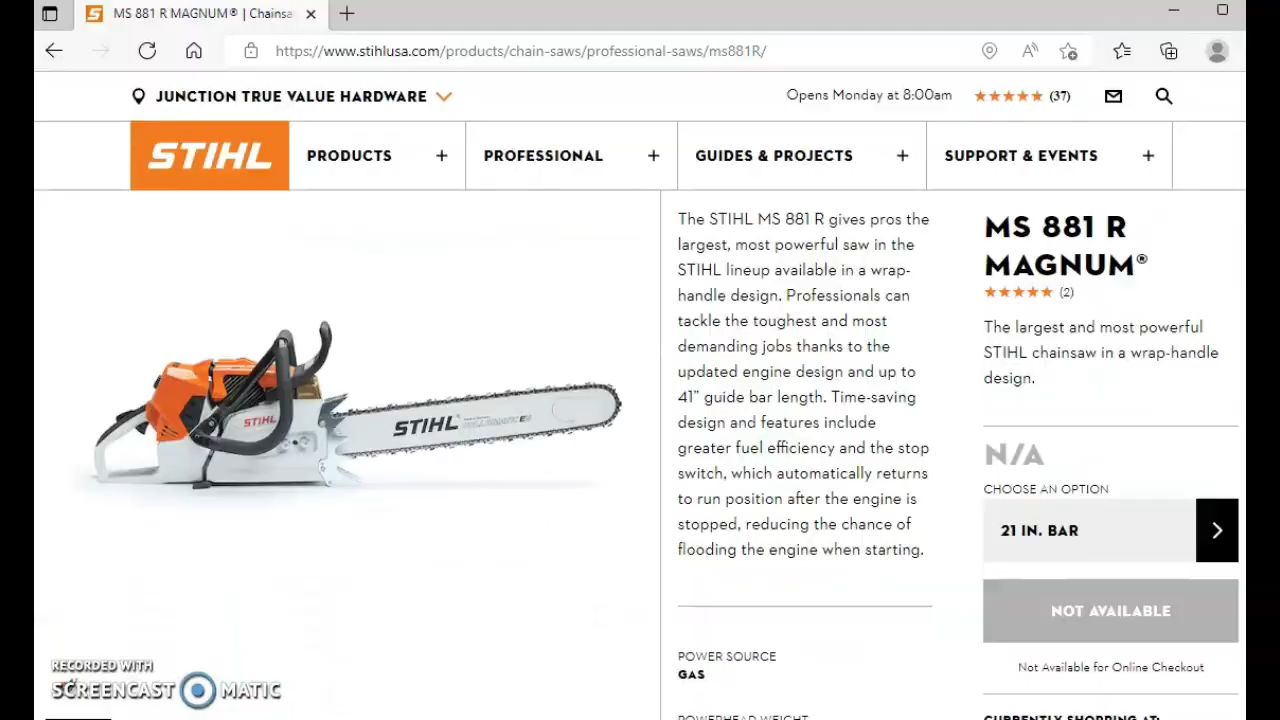 MS 881 R MAGNUM® | Chainsa
https://www.stihlusa.com/products/chain-saws/professional-saws/ms881R/
JUNCTION TRUE VALUE HARDWARE
Opens Monday at 8:00am
(37)
STIHL
PRODUCTS +
PROFESSIONAL +
GUIDES & PROJECTS +
SUPPORT & EVENTS +
STIHL
STIHL
The STIHL MS 881 R gives pros the
largest, most powerful saw in the
STIHL lineup available in a wrap-
handle design. Professionals can
tackle the toughest and most
demanding jobs thanks to the
updated engine design and up to
41” guide bar length. Time-saving
design and features include
greater fuel efficiency and the stop
switch, which automatically returns
to run position after the engine is
stopped, reducing the chance of
flooding the engine when starting.
POWER SOURCE
GAS
POWERHEAD WEIGHT
MS 881 R
MAGNUM®
(2)
The largest and most powerful
STIHL chainsaw in a wrap-handle
design.
N/A
CHOOSE AN OPTION
21 IN. BAR
NOT AVAILABLE
Not Available for Online Checkout
CURRENTLY SHOPPING AT:
RECORDED WITH
SCREENCAST MATIC